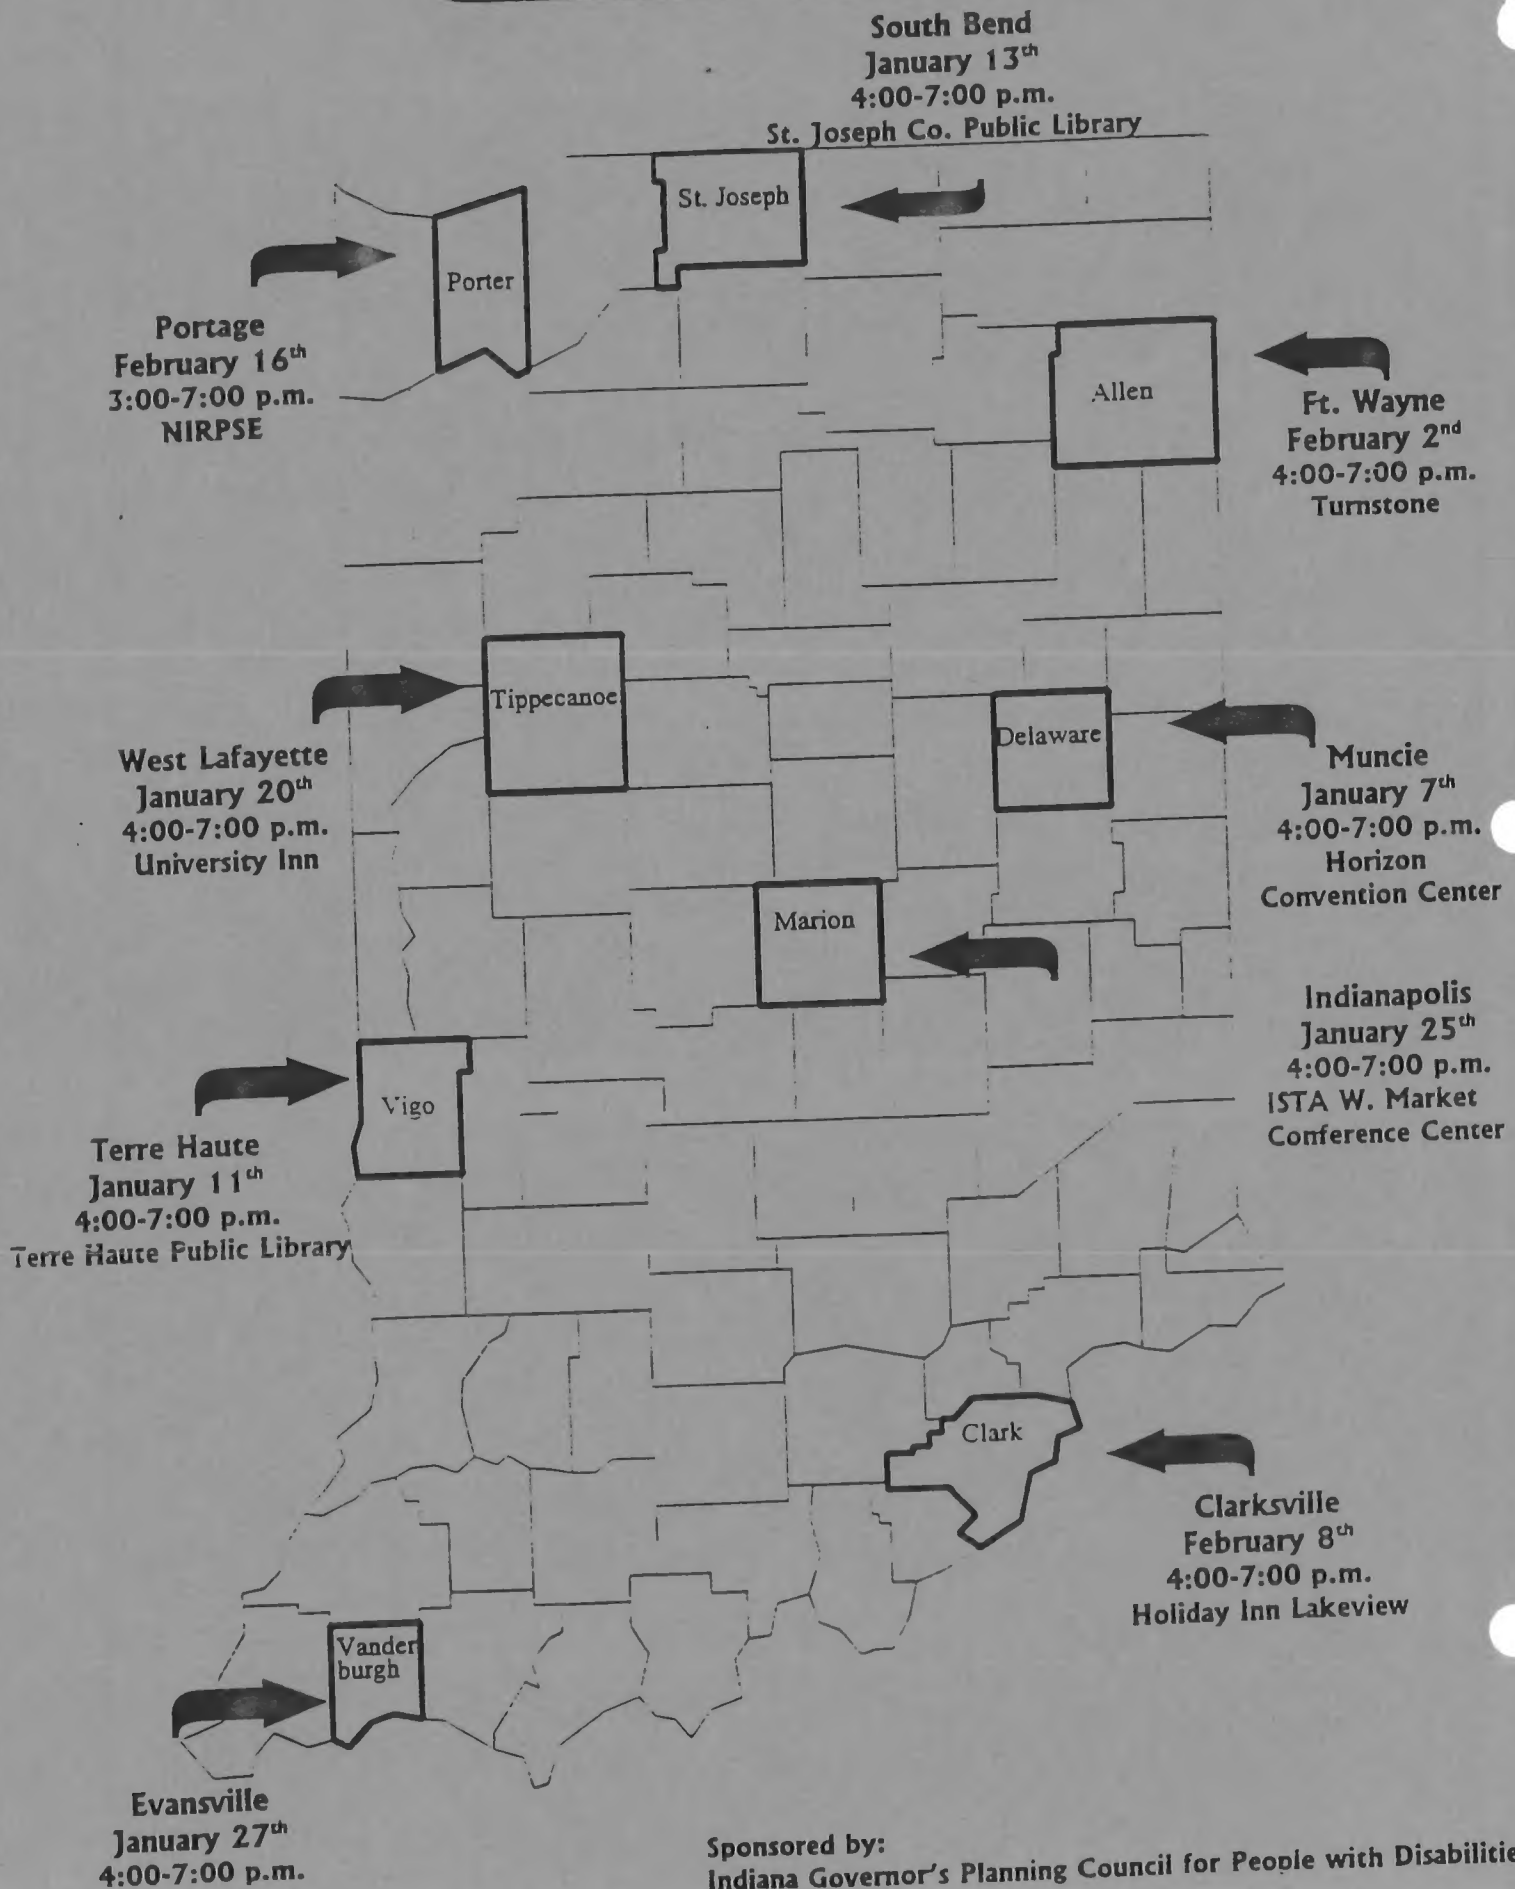 South Bend
January 13th
4:00-7:00 p.m.
St. Joseph Co. Public Library
St. Joseph
Porter
Portage
February 16th
3:00-7:00 p.m.
NIRPSE
Allen
Ft. Wayne
February 2nd
4:00-7:00 p.m.
Turnstone
Tippecanoe
West Lafayette
January 20th
4:00-7:00 p.m.
University Inn
Delaware
Muncie
January 7th
4:00-7:00 p.m.
Horizon
Convention Center
Marion
Indianapolis
January 25th
4:00-7:00 p.m.
ISTA W. Market
Conference Center
Vigo
Terre Haute
January 11th
4:00-7:00 p.m.
Terre Haute Public Library
Clark
Clarksville
February 8th
4:00-7:00 p.m.
Holiday Inn Lakeview
Vander
burgh
Evansville
January 27th
4:00-7:00 p.m.
Sponsored by:
Indiana Governor's Planning Council for People with Disabilitie